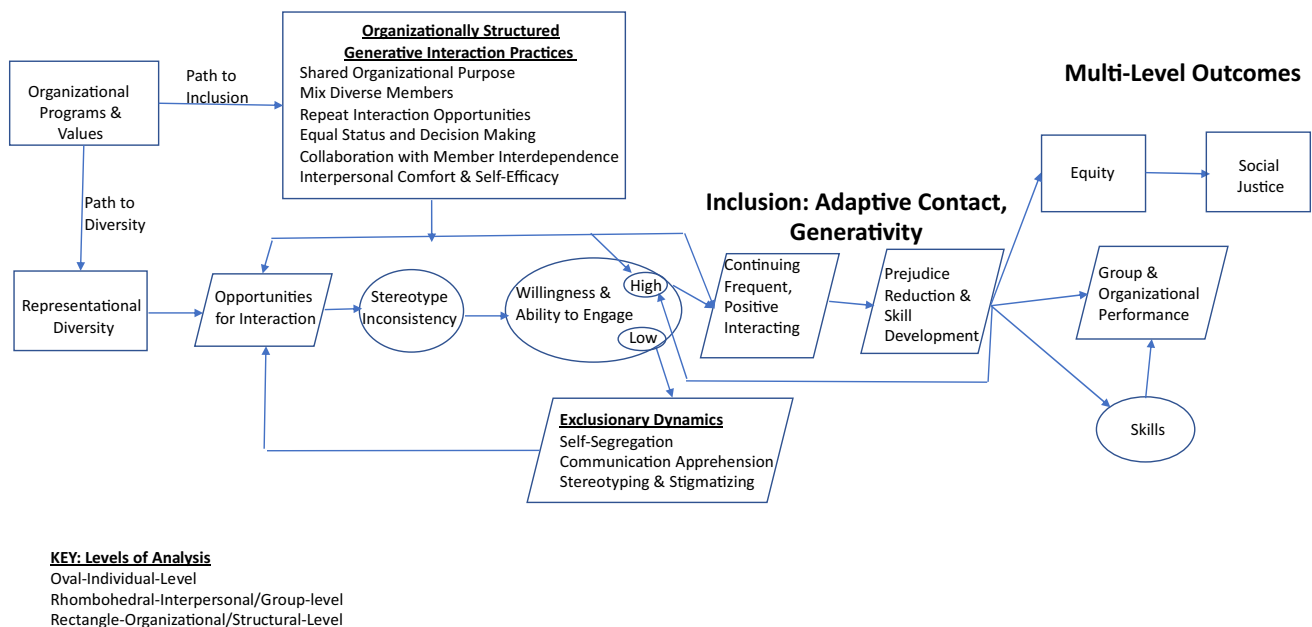 Organizationally Structured
Generative Interaction Practices
Shared Organizational Purpose
Mix Diverse Members
Repeat Interaction Opportunities
Equal Status and Decision Making
Collaboration with Member Interdependence
Interpersonal Comfort & Self-Efficacy
Organizational
Programs &
Values
Path to
Inclusion
Path to
Diversity
Multi-Level Outcomes
Equity
Social
Justice
Inclusion: Adaptive Contact,
Generativity
Representational
Diversity
Opportunities
for Interaction
Stereotype
Inconsistency
Willingness &
Ability to Engage
High
Low
Continuing
Frequent,
Positive
Interacting
Prejudice
Reduction &
Skill
Development
Group &
Organizational
Performance
Skills
Exclusionary Dynamics
Self-Segregation
Communication Apprehension
Stereotyping & Stigmatizing
KEY: Levels of Analysis
Oval-Individual-Level
Rhombohedral-Interpersonal/Group-level
Rectangle-Organizational/Structural-Level